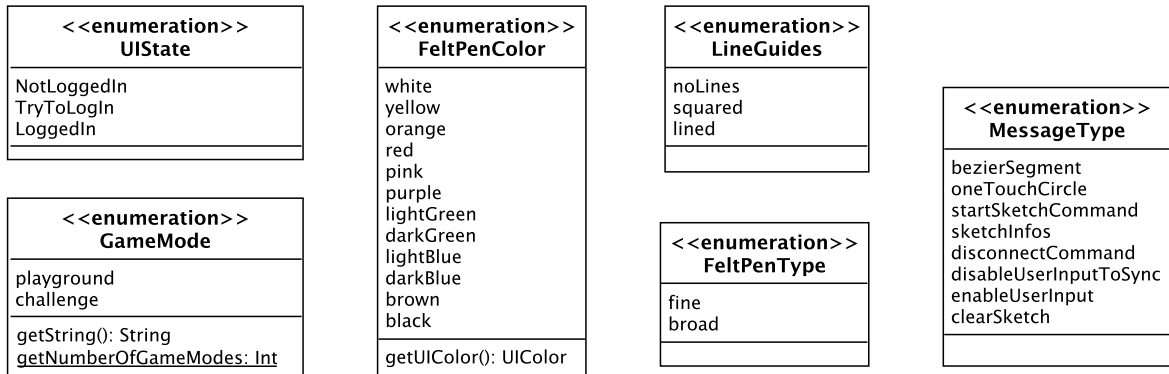 <<enumeration>>
UIState
NotLoggedIn
TryToLogIn
LoggedIn
<<enumeration>>
GameMode
playground
challenge
getString(): String
getNumberOfGameModes: Int
<<enumeration>>
FeltPenColor
white
yellow
orange
red
pink
purple
lightGreen
darkGreen
lightBlue
darkBlue
brown
black
getUIColor(): UIColor
<<enumeration>>
LineGuides
noLines
squared
lined
<<enumeration>>
FeltPenType
fine
broad
<<enumeration>>
MessageType
bezierSegment
oneTouchCircle
startSketchCommand
sketchInfos
disconnectCommand
disableUserInputToSync
enableUserInput
clearSketch